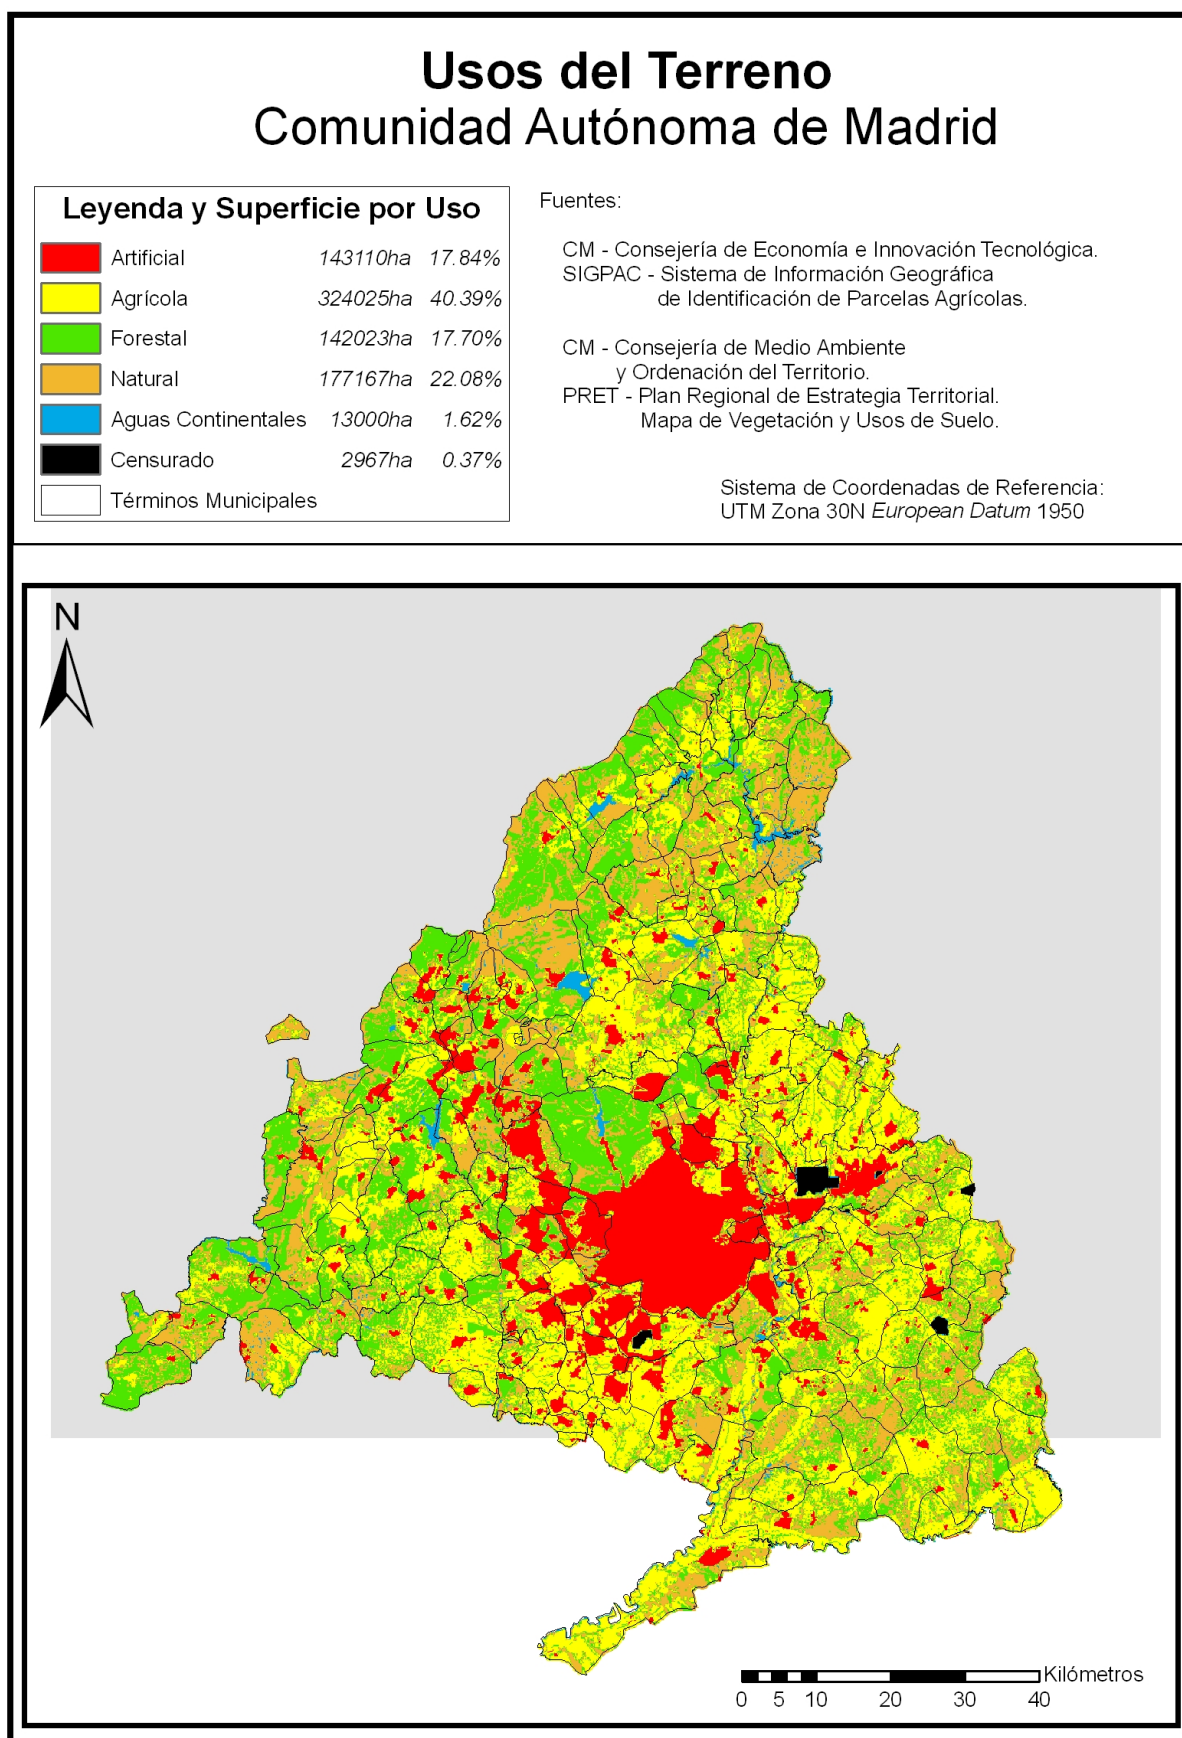 Usos del Terreno
Comunidad Autónoma de Madrid
Leyenda y Superficie por Uso
Artificial 143110ha 17.84%
Agrícola 324025ha 40.39%
Forestal 142023ha 17.70%
Natural 177167ha 22.08%
Aguas Continentales 13000ha 1.62%
Censurado 2967ha 0.37%
Términos Municipales
Fuentes:
CM - Consejería de Economía e Innovación Tecnológica.
SIGPAC - Sistema de Información Geográfica
de Identificación de Parcelas Agrícolas.
CM - Consejería de Medio Ambiente
y Ordenación del Territorio.
PRET - Plan Regional de Estrategia Territorial.
Mapa de Vegetación y Usos de Suelo.
Sistema de Coordenadas de Referencia:
UTM Zona 30N European Datum 1950
N
Kilómetros
0 5 10 20 30 40